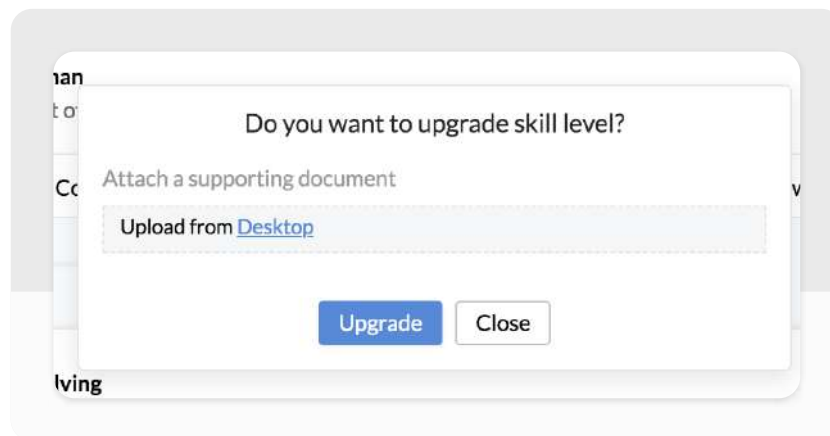 Do you want to upgrade skill level?
Attach a supporting document
Upload from Desktop
Upgrade
Close